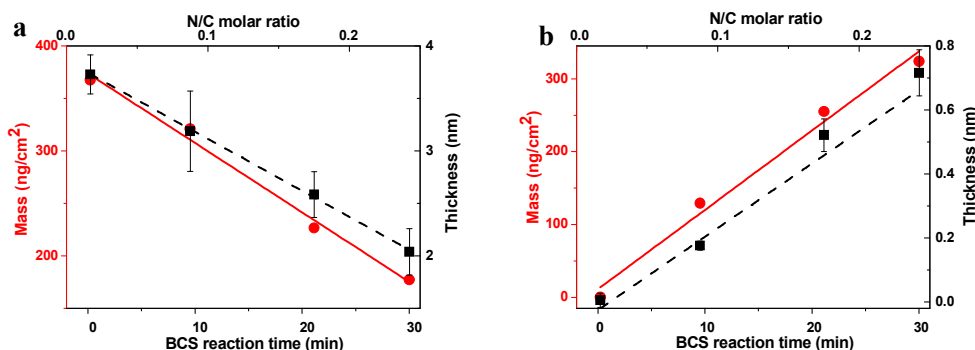 a
N/C molar ratio
0.0 0.1 0.2
400
300
200
Mass (ng/cm2)
4
3
2
Thickness (nm)
0 10 20 30
BCS reaction time (min)
b
N/C molar ratio
0.0 0.1 0.2
300
200
100
0
Mass (ng/cm2)
0.8
0.6
0.4
0.2
0.0
Thickness (nm)
0 10 20 30
BCS reaction time (min)